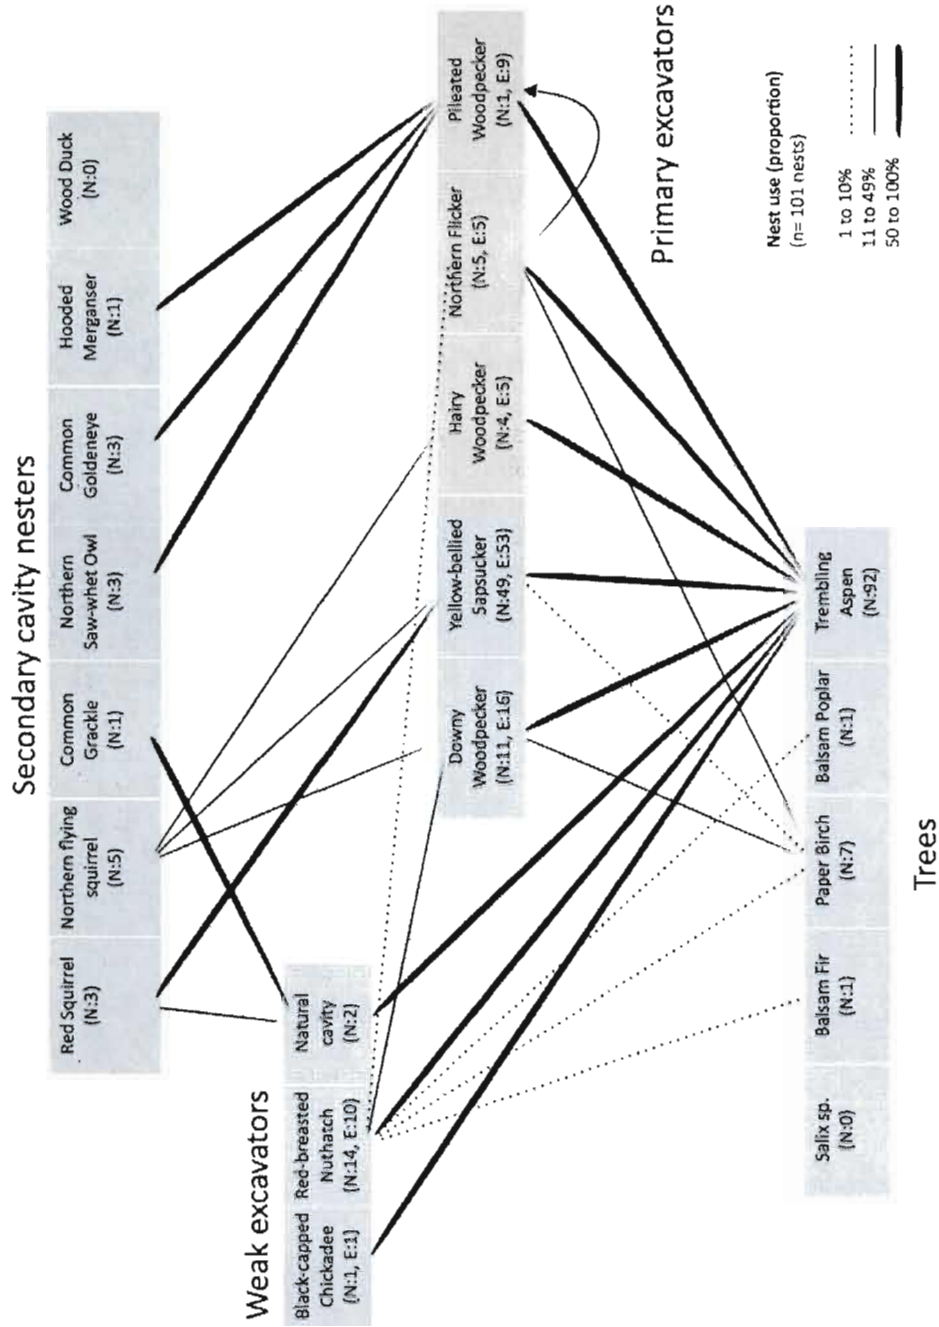 Secondary cavity nesters
Red Squirrel
(N:3)
Northern flying
squirrel
(N:5)
Common
Grackle
(N:1)
Northern
Saw-whet Owl
(N:3)
Common
Goldeneye
(N:3)
Hooded
Merganser
(N:1)
Wood Duck
(N:0)
Weak excavators
Black-capped
Chickadee
(N:1, E:1)
Red-breasted
Nuthatch
(N:14, E:10)
Natural
cavity
(N:2)
Downy
Woodpecker
(N:11, E:16)
Yellow-bellied
Sapsucker
(N:49, E:53)
Hairy
Woodpecker
(N:4, E:5)
Northern Flicker
(N:5, E:5)
Pileated
Woodpecker
(N:1, E:9)
Primary excavators
Nest use (proportion)
(n= 101 nests)
1 to 10%
11 to 49%
50 to 100%
Salix sp.
(N:0)
Balsam Fir
(N:1)
Paper Birch
(N:7)
Balsam Poplar
(N:1)
Trembling
Aspen
(N:92)
Trees